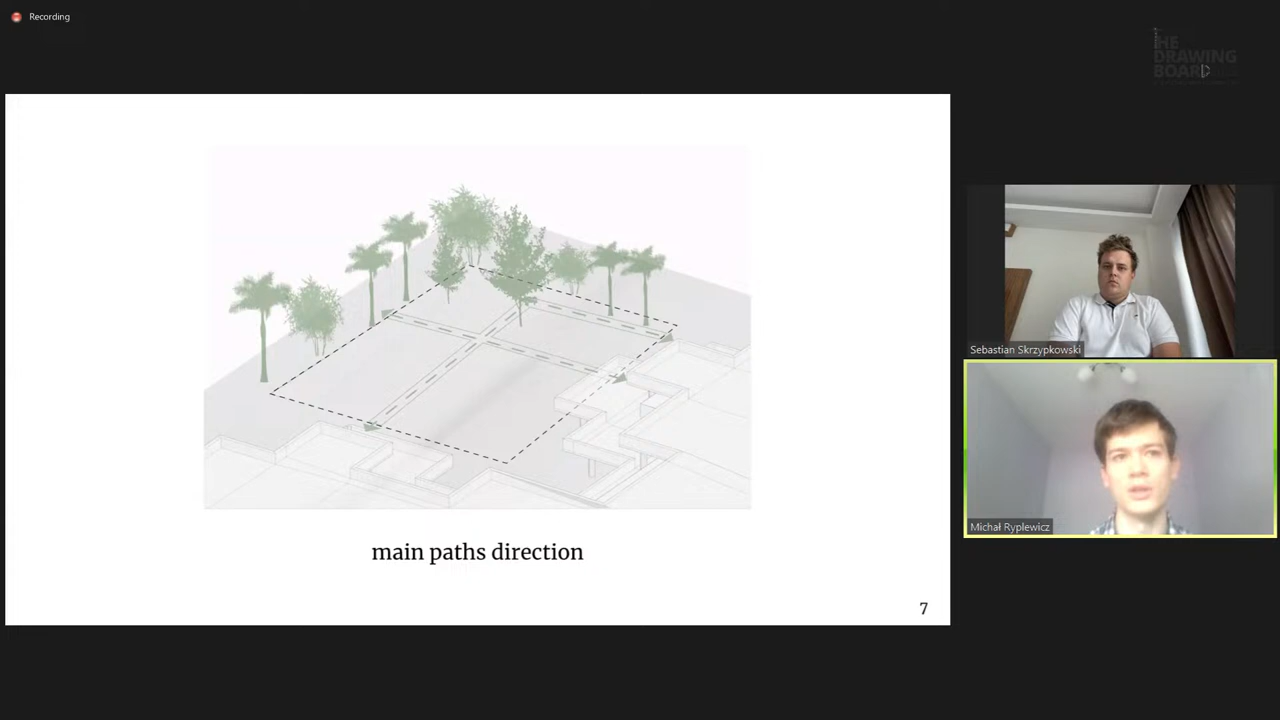 Recording
THE
DRAWING
BOARD
main paths direction
7
Sebastian Skrzypkowski
Michał Ryplewicz